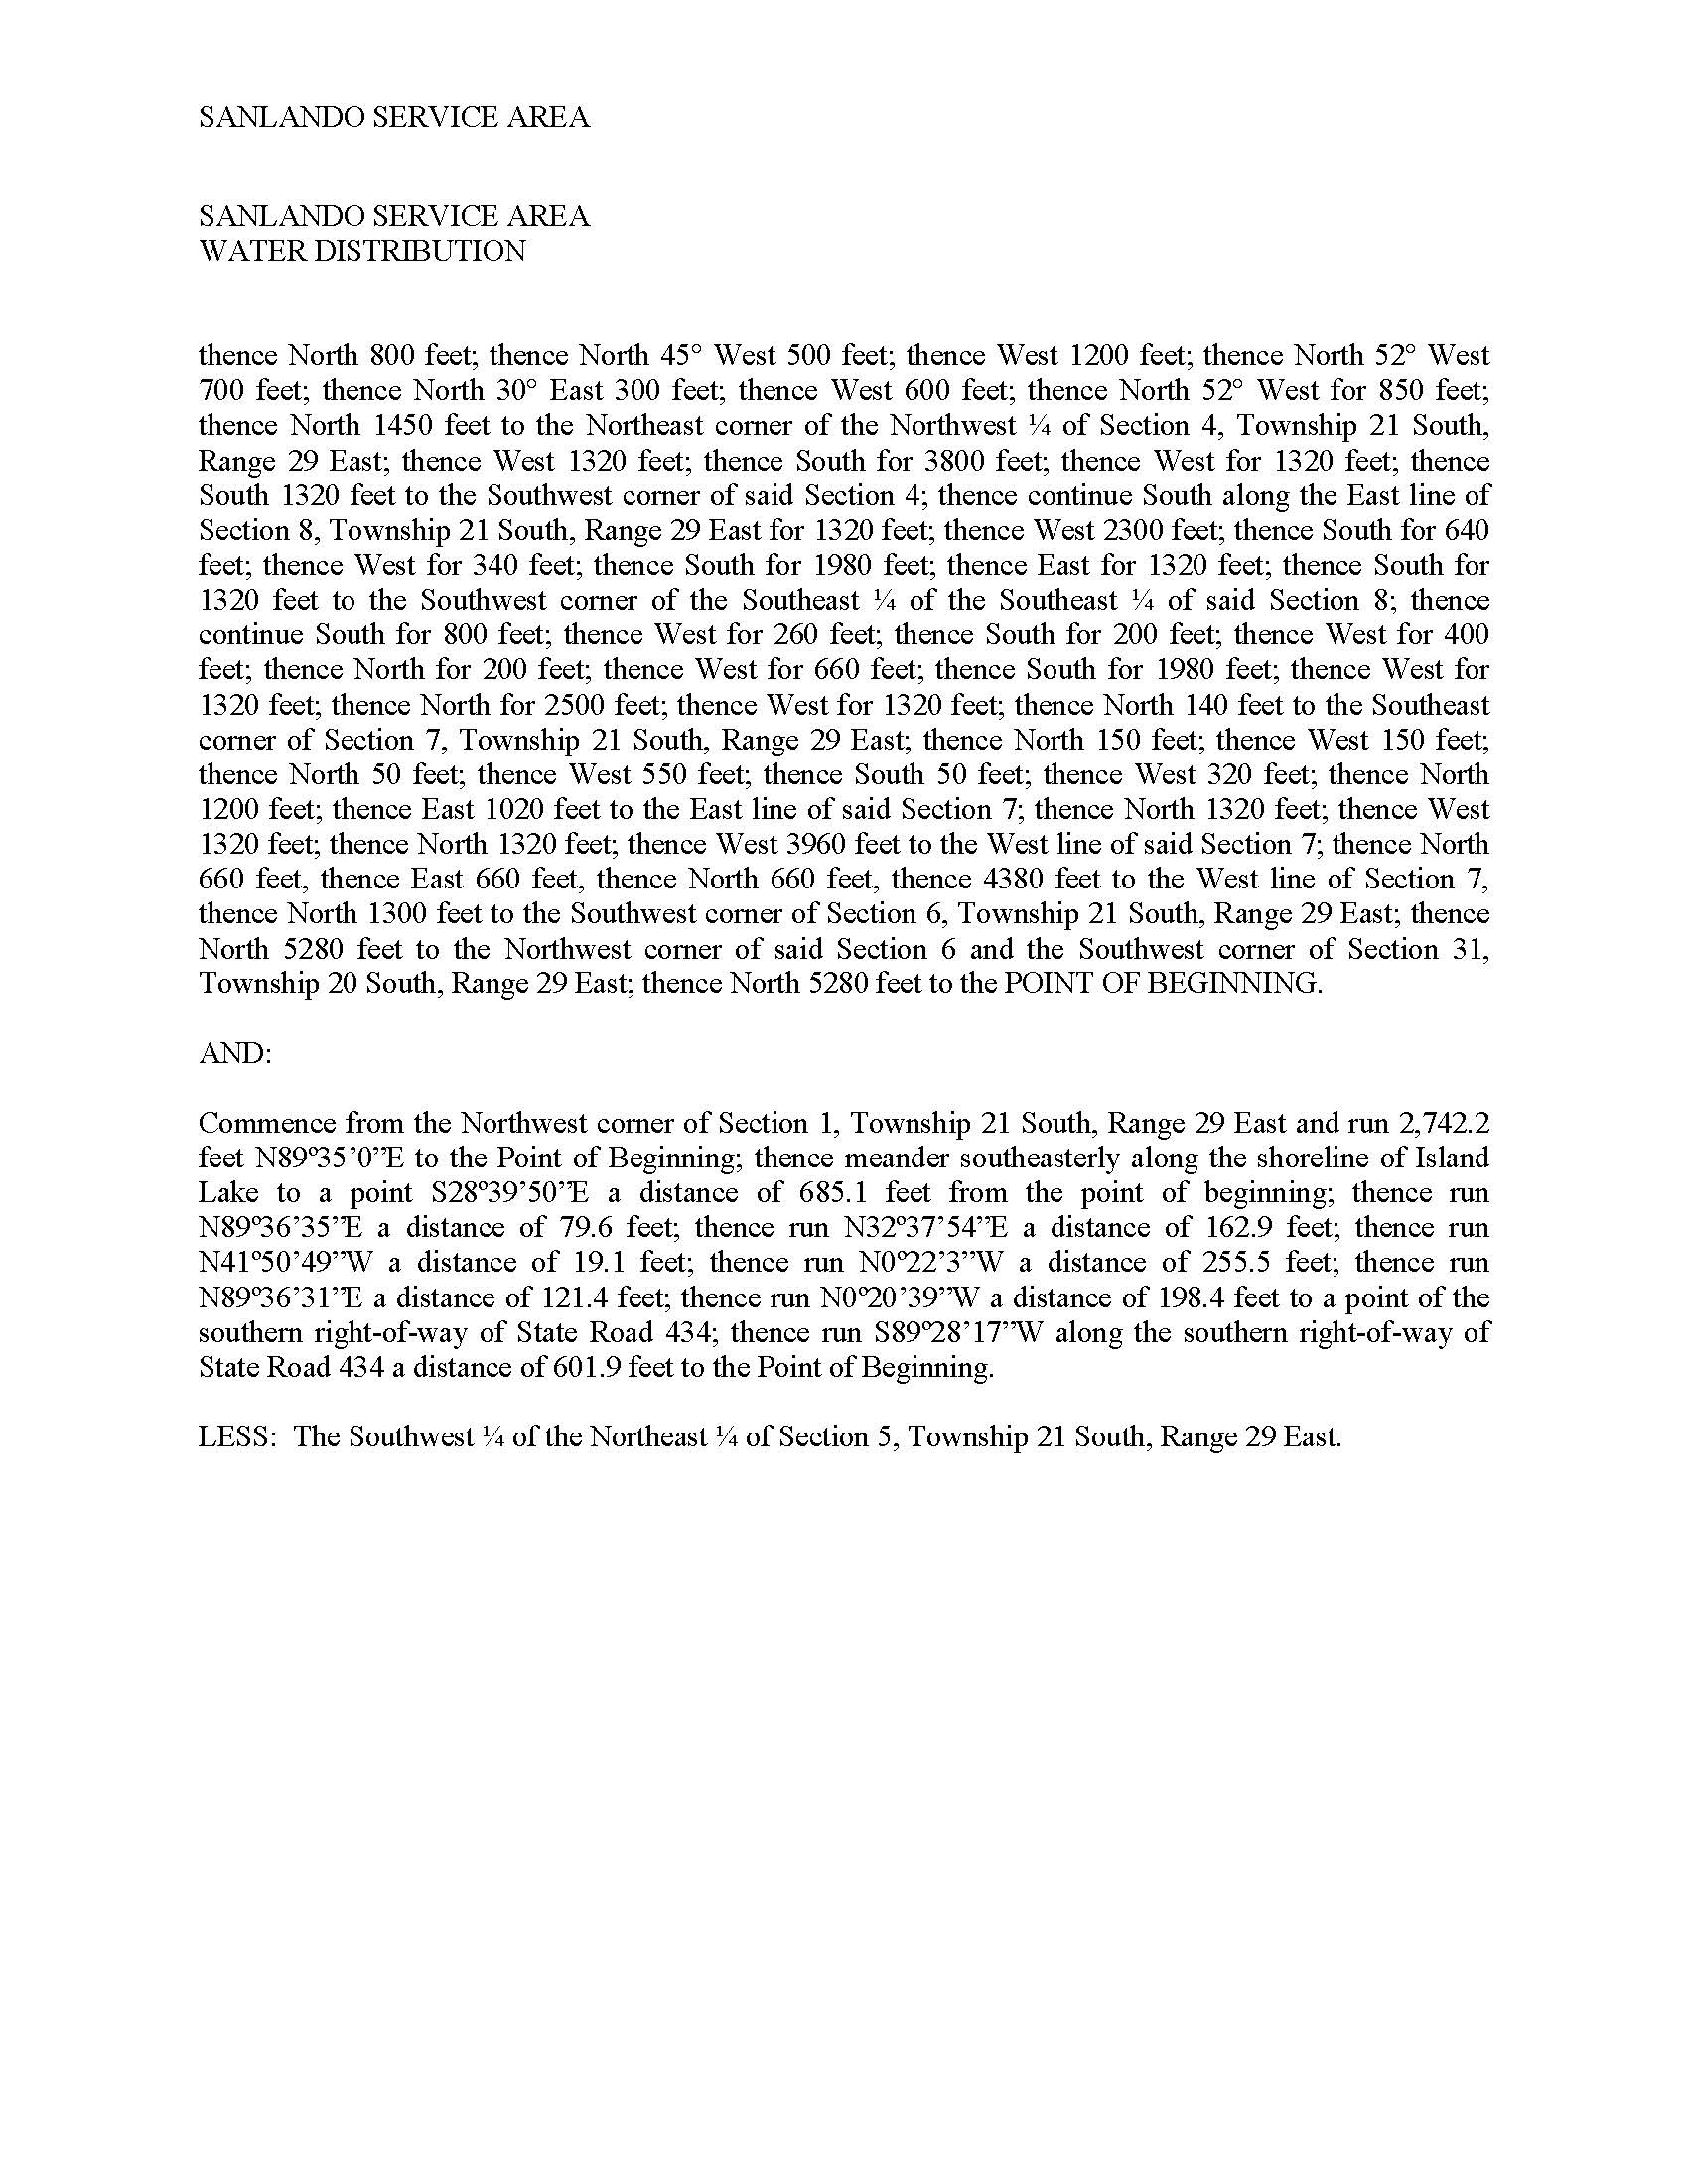 SANLANDO SERVICE AREA
SANLANDO SERVICE AREA
WATER DISTRIBUTION
thence North 800 feet; thence North 45° West 500 feet; thence West 1200 feet; thence North 52° West
700 feet; thence North 30° East 300 feet; thence West 600 feet; thence North 52° West for 850 feet;
thence North 1450 feet to the Northeast corner of the Northwest ¼ of Section 4, Township 21 South,
Range 29 East; thence West 1320 feet; thence South for 3800 feet; thence West for 1320 feet; thence
South 1320 feet to the Southwest corner of said Section 4; thence continue South along the East line of
Section 8, Township 21 South, Range 29 East for 1320 feet; thence West 2300 feet; thence South for 640
feet; thence West for 340 feet; thence South for 1980 feet; thence East for 1320 feet; thence South for
1320 feet to the Southwest corner of the Southeast ¼ of the Southeast ¼ of said Section 8; thence
continue South for 800 feet; thence West for 260 feet; thence South for 200 feet; thence West for 400
feet; thence North for 200 feet; thence West for 660 feet; thence South for 1980 feet; thence West for
1320 feet; thence North for 2500 feet; thence West for 1320 feet; thence North 140 feet to the Southeast
corner of Section 7, Township 21 South, Range 29 East; thence North 150 feet; thence West 150 feet;
thence North 50 feet; thence West 550 feet; thence South 50 feet; thence West 320 feet; thence North
1200 feet; thence East 1020 feet to the East line of said Section 7; thence North 1320 feet; thence West
1320 feet; thence North 1320 feet; thence West 3960 feet to the West line of said Section 7; thence North
660 feet, thence East 660 feet, thence North 660 feet, thence 4380 feet to the West line of Section 7,
thence North 1300 feet to the Southwest corner of Section 6, Township 21 South, Range 29 East; thence
North 5280 feet to the Northwest corner of said Section 6 and the Southwest corner of Section 31,
Township 20 South, Range 29 East; thence North 5280 feet to the POINT OF BEGINNING.
AND:
Commence from the Northwest corner of Section 1, Township 21 South, Range 29 East and run 2,742.2
feet N89º35’0”E to the Point of Beginning; thence meander southeasterly along the shoreline of Island
Lake to a point S28º39’50”E a distance of 685.1 feet from the point of beginning; thence run
N89º36’35”E a distance of 79.6 feet; thence run N32º37’54”E a distance of 162.9 feet; thence run
N41º50’49”W a distance of 19.1 feet; thence run N0º22’3”W a distance of 255.5 feet; thence run
N89º36’31”E a distance of 121.4 feet; thence run N0º20’39”W a distance of 198.4 feet to a point of the
southern right-of-way of State Road 434; thence run S89º28’17”W along the southern right-of-way of
State Road 434 a distance of 601.9 feet to the Point of Beginning.
LESS:  The Southwest ¼ of the Northeast ¼ of Section 5, Township 21 South, Range 29 East.